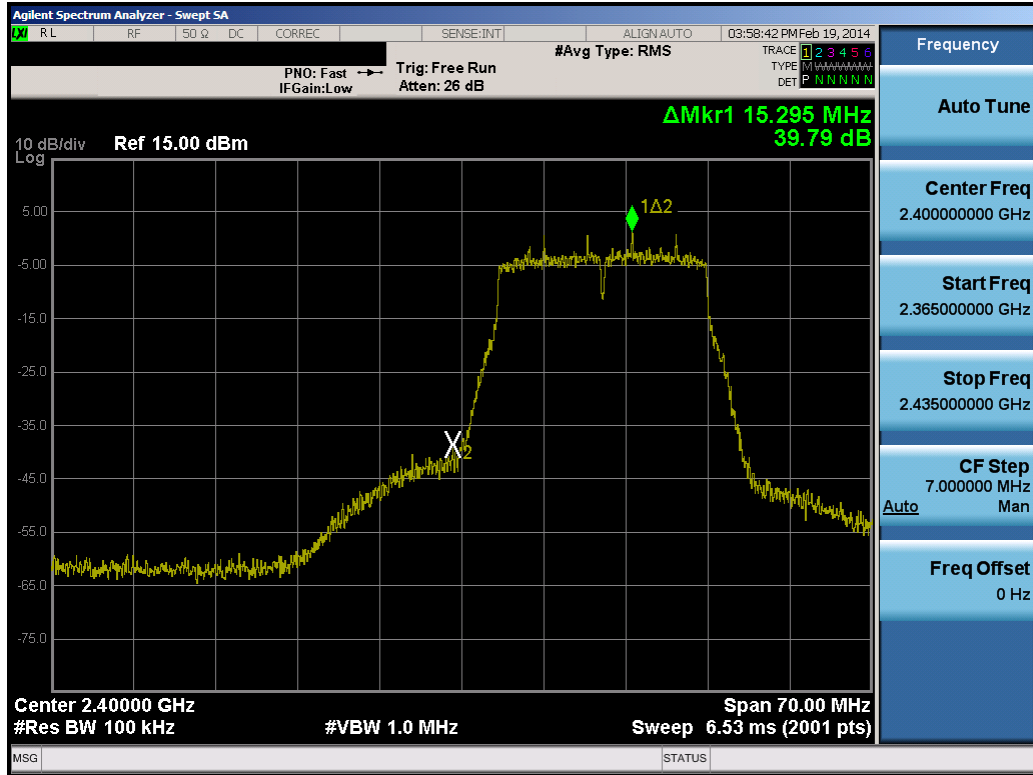 Agilent Spectrum Analyzer - Swept SA
LXI RL RF 50 Ω DC CORREC SENSE:INT ALIGN AUTO 03:58:42 PM Feb 19, 2014
#Avg Type: RMS
TRACE 1 2 3 4 5 6
TYPE M WWWWW
DET P N N N N N
PNO: Fast
IFGain:Low
Trig: Free Run
Atten: 26 dB
ΔMkr1 15.295 MHz
39.79 dB
10 dB/div
Log
Ref 15.00 dBm
5.00
-5.00
-15.0
-25.0
-35.0
-45.0
-55.0
-65.0
-75.0
1Δ2
X2
Center 2.40000 GHz
Span 70.00 MHz
#Res BW 100 kHz
#VBW 1.0 MHz
Sweep 6.53 ms (2001 pts)
MSG
STATUS
Frequency
Auto Tune
Center Freq
2.400000000 GHz
Start Freq
2.365000000 GHz
Stop Freq
2.435000000 GHz
CF Step
7.000000 MHz
Auto Man
Freq Offset
0 Hz